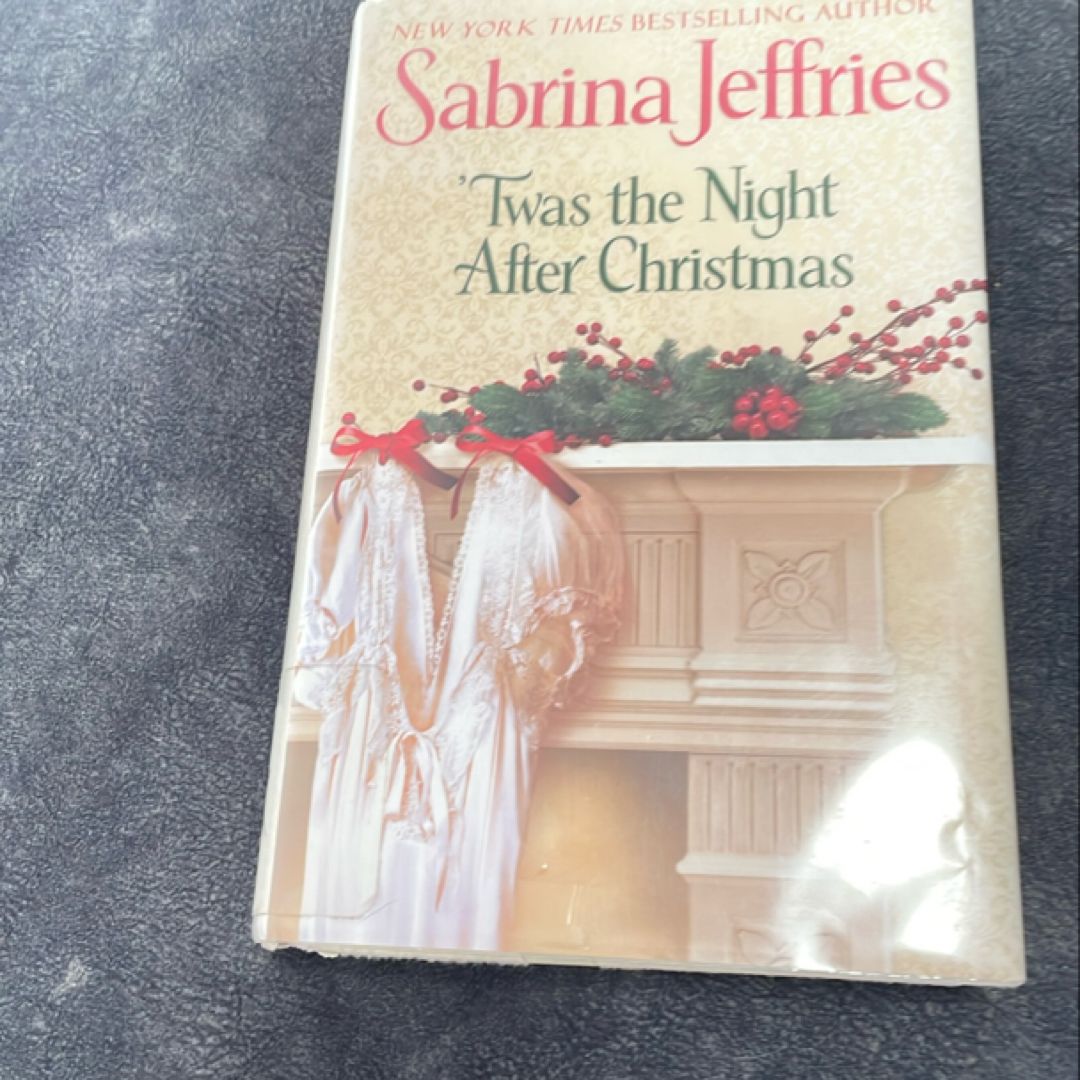 NEW YORK TIMES BESTSELLING AUTHOR
Sabrina Jeffries
'Twas the Night
After Christmas